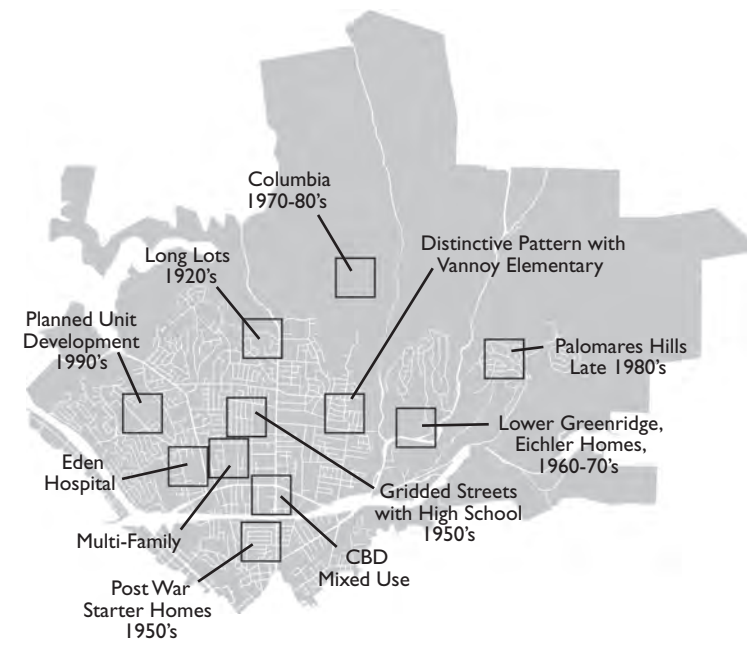 Columbia
1970-80's
Distinctive Pattern with
Vannoy Elementary
Long Lots
1920's
Planned Unit
Development
1990's
Palomares Hills
Late 1980's
Lower Greenridge,
Eichler Homes,
1960-70's
Eden
Hospital
Gridded Streets
with High School
1950's
Multi-Family
CBD
Mixed Use
Post War
Starter Homes
1950's